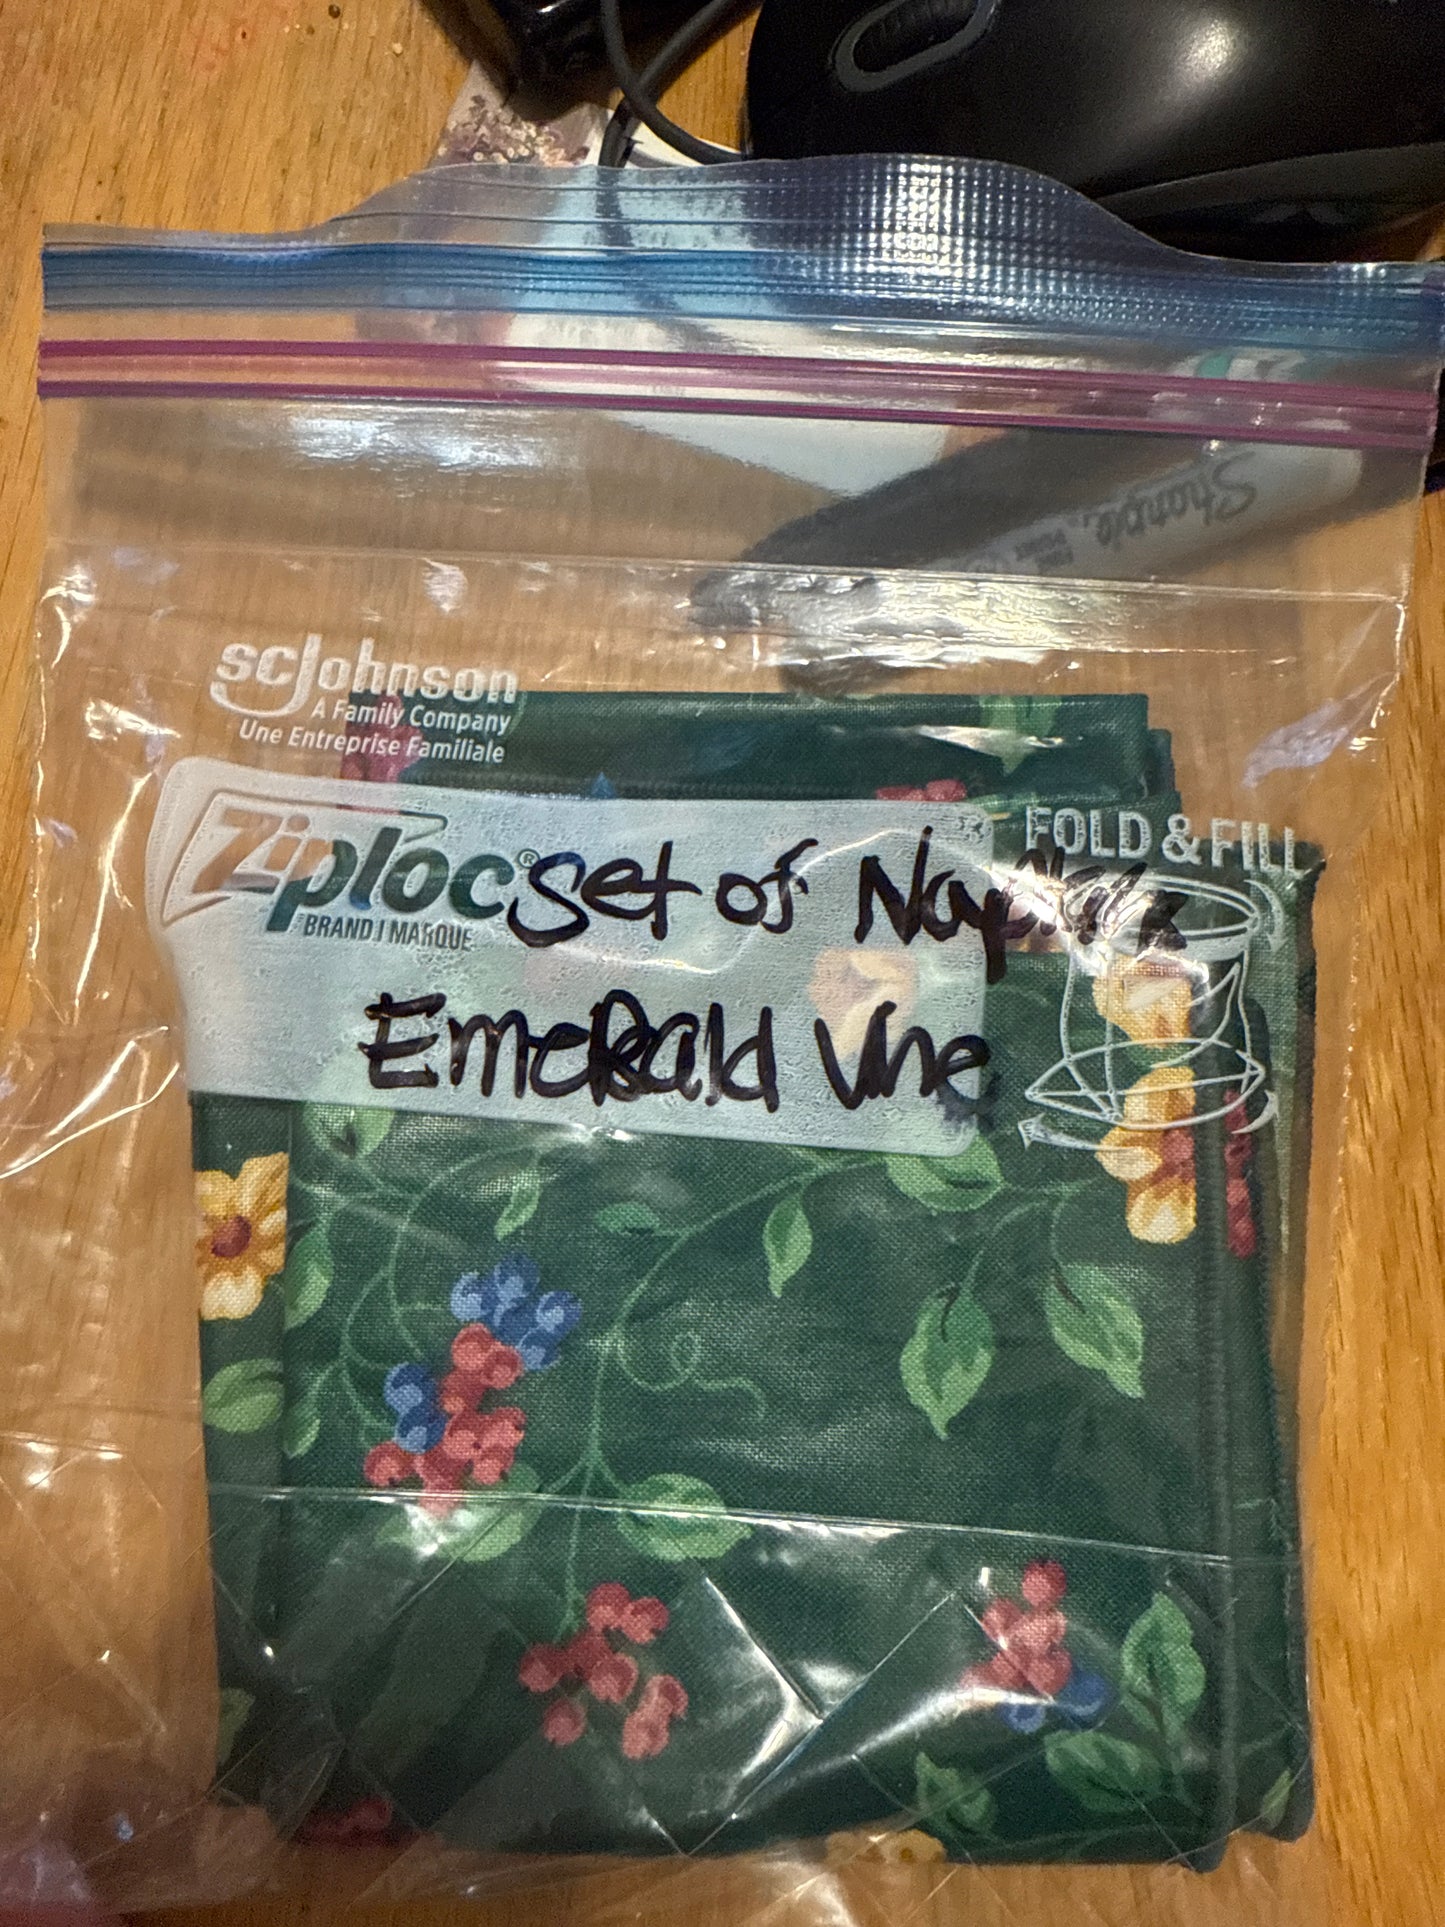 Sharpie
scJohnson
A Family Company
Une Entreprise Familiale
Ziploc® Set of Napkins
BRAND / MARQUE
FOLD & FILL
Emerald Vine